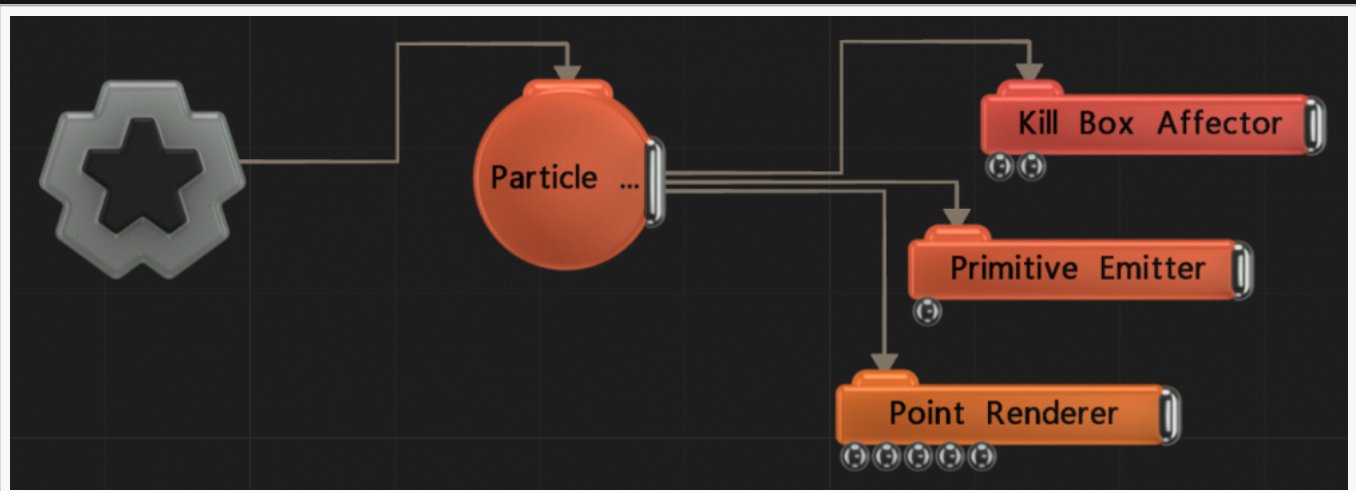 Particle ...
Kill Box Affector
Primitive Emitter
Point Renderer